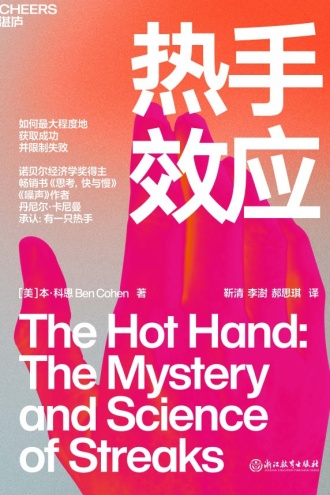 CHEERS
湛庐
热手
效应
如何最大程度地
获取成功
并限制失败
诺贝尔经济学奖得主
畅销书《思考,快与慢》
《噪声》作者
丹尼尔·卡尼曼
承认:有一只热手
[美]本·科恩 Ben Cohen 著
靳清 李澍 郝思琪 译
The Hot Hand:
The Mystery
and Science
of Streaks
浙江教育出版社